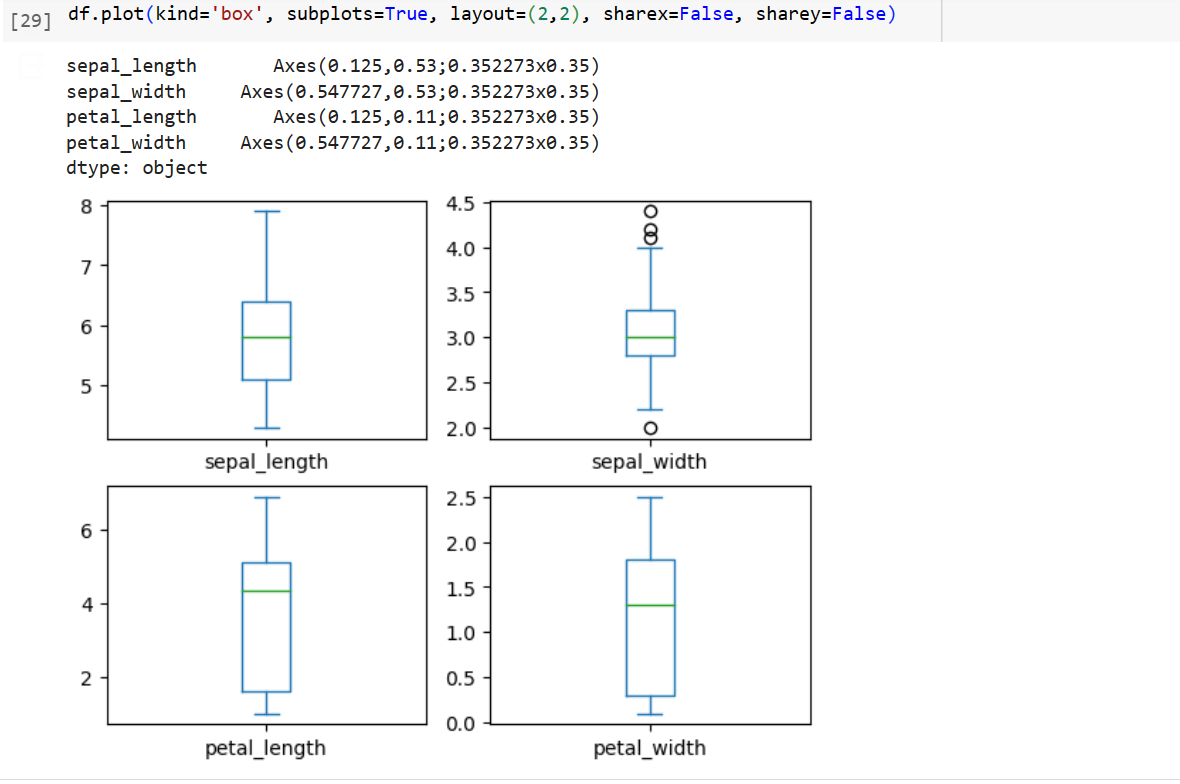 [29] df.plot(kind='box', subplots=True, layout=(2,2), sharex=False, sharey=False)
sepal_length Axes(0.125,0.53;0.352273x0.35)
sepal_width Axes(0.547727,0.53;0.352273x0.35)
petal_length Axes(0.125,0.11;0.352273x0.35)
petal_width Axes(0.547727,0.11;0.352273x0.35)
dtype: object
8
7
6
5
sepal_length
4.5
4.0
3.5
3.0
2.5
2.0
sepal_width
6
4
2
petal_length
2.5
2.0
1.5
1.0
0.5
0.0
petal_width